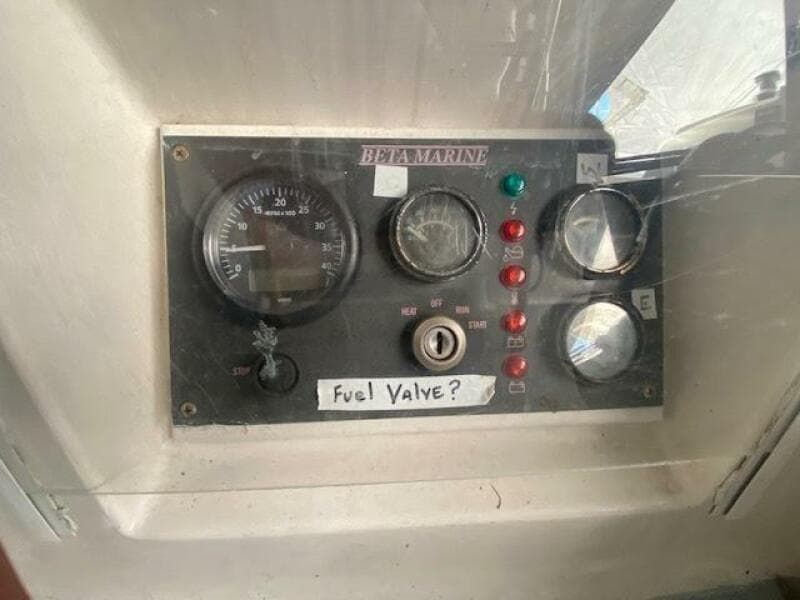 BETA MARINE
15 20 25
RPM x 100
10 30
5 35
0 40
W
E
HEAT OFF RUN START
STOP
Fuel Valve?